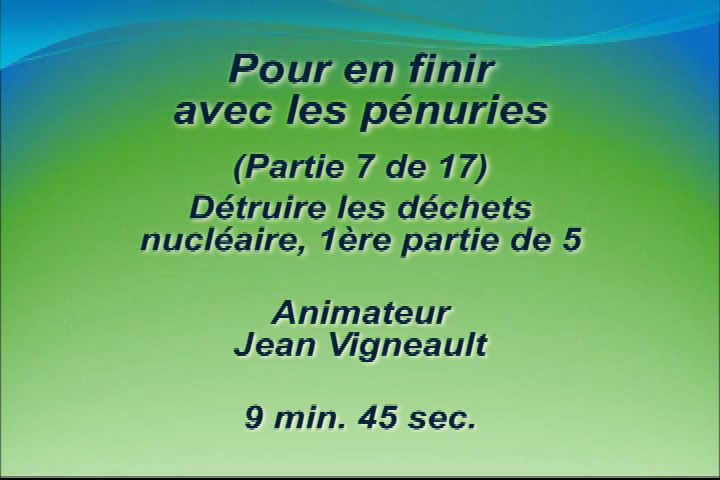 Pour en finir
avec les pénuries
(Partie 7 de 17)
Détruire les déchets
nucléaire, 1ère partie de 5
Animateur
Jean Vigneault
9 min. 45 sec.